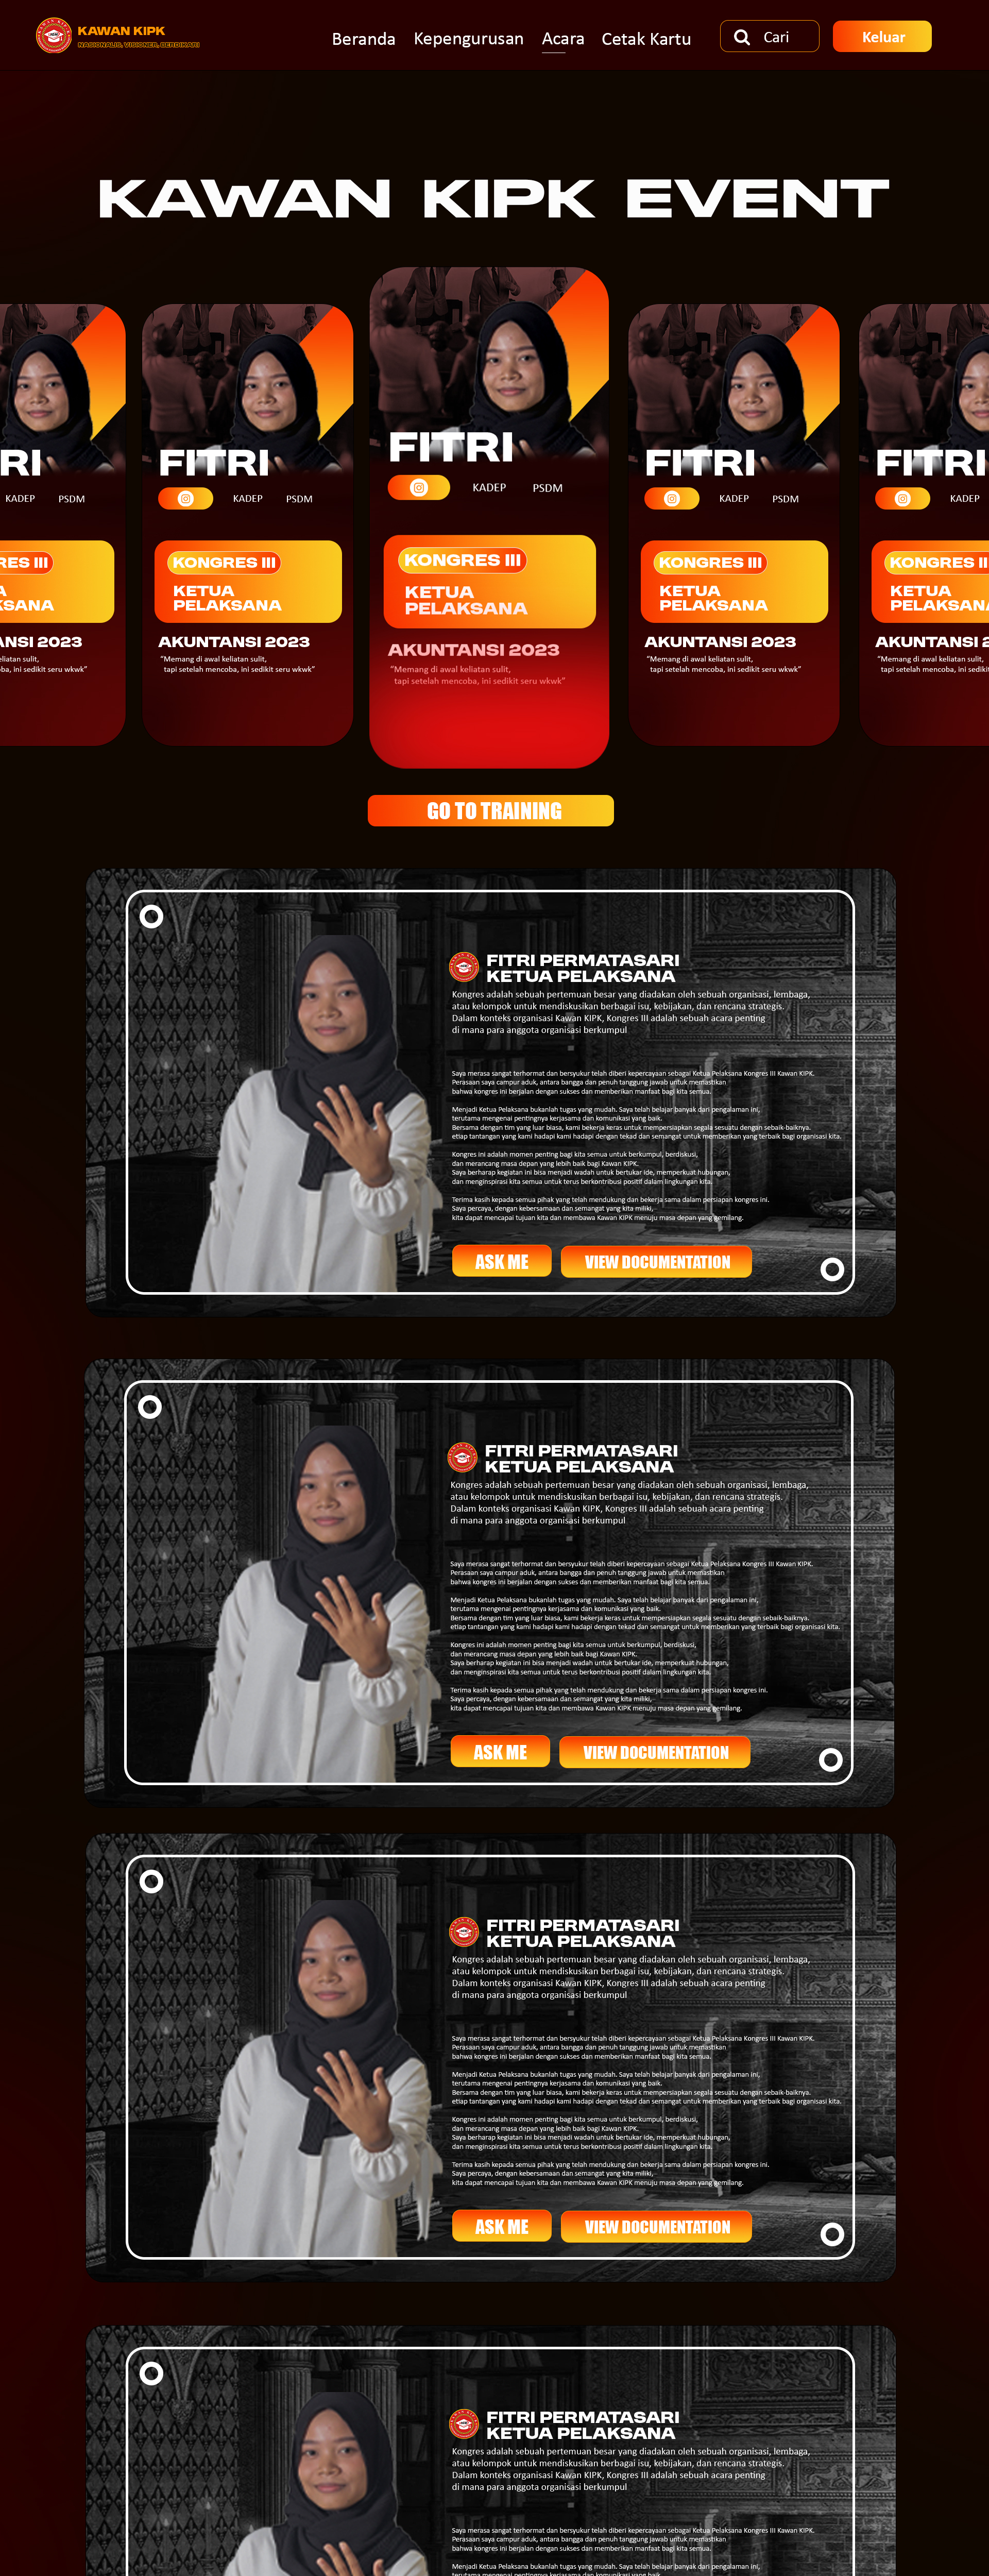 KAWAN KIPK
NASIONALIS, VISIONER, BERDIKARI
Beranda Kepengurusan Acara Cetak Kartu Cari Keluar
KAWAN KIPK EVENT
RI
KADEP PSDM
RES III
A
KSANA
NSI 2023
eliatan sulit,
ba, ini sedikit seru wkwk”
FITRI
KADEP PSDM
KONGRES III
KETUA
PELAKSANA
AKUNTANSI 2023
“Memang di awal keliatan sulit,
tapi setelah mencoba, ini sedikit seru wkwk”
FITRI
KADEP PSDM
KONGRES III
KETUA
PELAKSANA
AKUNTANSI 2023
“Memang di awal keliatan sulit,
tapi setelah mencoba, ini sedikit seru wkwk”
FITRI
KADEP PSDM
KONGRES III
KETUA
PELAKSANA
AKUNTANSI 2023
“Memang di awal keliatan sulit,
tapi setelah mencoba, ini sedikit seru wkwk”
FITRI
KADEP
KONGRES II
KETUA
PELAKSANA
AKUNTANSI 2
“Memang di awal keliatan sulit,
tapi setelah mencoba, ini sedikit
GO TO TRAINING
FITRI PERMATASARI
KETUA PELAKSANA
Kongres adalah sebuah pertemuan besar yang diadakan oleh sebuah organisasi, lembaga,
atau kelompok untuk mendiskusikan berbagai isu, kebijakan, dan rencana strategis.
Dalam konteks organisasi Kawan KIPK, Kongres III adalah sebuah acara penting
di mana para anggota organisasi berkumpul
Saya merasa sangat terhormat dan bersyukur telah diberi kepercayaan sebagai Ketua Pelaksana Kongres III Kawan KIPK.
Perasaan saya campur aduk, antara bangga dan penuh tanggung jawab untuk memastikan
bahwa kongres ini berjalan dengan sukses dan memberikan manfaat bagi kita semua.
Menjadi Ketua Pelaksana bukanlah tugas yang mudah. Saya telah belajar banyak dari pengalaman ini,
terutama mengenai pentingnya kerjasama dan komunikasi yang baik.
Bersama dengan tim yang luar biasa, kami bekerja keras untuk mempersiapkan segala sesuatu dengan sebaik-baiknya.
etiap tantangan yang kami hadapi kami hadapi dengan tekad dan semangat untuk memberikan yang terbaik bagi organisasi kita.
Kongres ini adalah momen penting bagi kita semua untuk berkumpul, berdiskusi,
dan merancang masa depan yang lebih baik bagi Kawan KIPK.
Saya berharap kegiatan ini bisa menjadi wadah untuk bertukar ide, memperkuat hubungan,
dan menginspirasi kita semua untuk terus berkontribusi positif dalam lingkungan kita.
Terima kasih kepada semua pihak yang telah mendukung dan bekerja sama dalam persiapan kongres ini.
Saya percaya, dengan kebersamaan dan semangat yang kita miliki,
kita dapat mencapai tujuan kita dan membawa Kawan KIPK menuju masa depan yang gemilang.
ASK ME VIEW DOCUMENTATION
FITRI PERMATASARI
KETUA PELAKSANA
Kongres adalah sebuah pertemuan besar yang diadakan oleh sebuah organisasi, lembaga,
atau kelompok untuk mendiskusikan berbagai isu, kebijakan, dan rencana strategis.
Dalam konteks organisasi Kawan KIPK, Kongres III adalah sebuah acara penting
di mana para anggota organisasi berkumpul
Saya merasa sangat terhormat dan bersyukur telah diberi kepercayaan sebagai Ketua Pelaksana Kongres III Kawan KIPK.
Perasaan saya campur aduk, antara bangga dan penuh tanggung jawab untuk memastikan
bahwa kongres ini berjalan dengan sukses dan memberikan manfaat bagi kita semua.
Menjadi Ketua Pelaksana bukanlah tugas yang mudah. Saya telah belajar banyak dari pengalaman ini,
terutama mengenai pentingnya kerjasama dan komunikasi yang baik.
Bersama dengan tim yang luar biasa, kami bekerja keras untuk mempersiapkan segala sesuatu dengan sebaik-baiknya.
etiap tantangan yang kami hadapi kami hadapi dengan tekad dan semangat untuk memberikan yang terbaik bagi organisasi kita.
Kongres ini adalah momen penting bagi kita semua untuk berkumpul, berdiskusi,
dan merancang masa depan yang lebih baik bagi Kawan KIPK.
Saya berharap kegiatan ini bisa menjadi wadah untuk bertukar ide, memperkuat hubungan,
dan menginspirasi kita semua untuk terus berkontribusi positif dalam lingkungan kita.
Terima kasih kepada semua pihak yang telah mendukung dan bekerja sama dalam persiapan kongres ini.
Saya percaya, dengan kebersamaan dan semangat yang kita miliki,
kita dapat mencapai tujuan kita dan membawa Kawan KIPK menuju masa depan yang gemilang.
ASK ME VIEW DOCUMENTATION
FITRI PERMATASARI
KETUA PELAKSANA
Kongres adalah sebuah pertemuan besar yang diadakan oleh sebuah organisasi, lembaga,
atau kelompok untuk mendiskusikan berbagai isu, kebijakan, dan rencana strategis.
Dalam konteks organisasi Kawan KIPK, Kongres III adalah sebuah acara penting
di mana para anggota organisasi berkumpul
Saya merasa sangat terhormat dan bersyukur telah diberi kepercayaan sebagai Ketua Pelaksana Kongres III Kawan KIPK.
Perasaan saya campur aduk, antara bangga dan penuh tanggung jawab untuk memastikan
bahwa kongres ini berjalan dengan sukses dan memberikan manfaat bagi kita semua.
Menjadi Ketua Pelaksana bukanlah tugas yang mudah. Saya telah belajar banyak dari pengalaman ini,
terutama mengenai pentingnya kerjasama dan komunikasi yang baik.
Bersama dengan tim yang luar biasa, kami bekerja keras untuk mempersiapkan segala sesuatu dengan sebaik-baiknya.
etiap tantangan yang kami hadapi kami hadapi dengan tekad dan semangat untuk memberikan yang terbaik bagi organisasi kita.
Kongres ini adalah momen penting bagi kita semua untuk berkumpul, berdiskusi,
dan merancang masa depan yang lebih baik bagi Kawan KIPK.
Saya berharap kegiatan ini bisa menjadi wadah untuk bertukar ide, memperkuat hubungan,
dan menginspirasi kita semua untuk terus berkontribusi positif dalam lingkungan kita.
Terima kasih kepada semua pihak yang telah mendukung dan bekerja sama dalam persiapan kongres ini.
Saya percaya, dengan kebersamaan dan semangat yang kita miliki,
kita dapat mencapai tujuan kita dan membawa Kawan KIPK menuju masa depan yang gemilang.
ASK ME VIEW DOCUMENTATION
FITRI PERMATASARI
KETUA PELAKSANA
Kongres adalah sebuah pertemuan besar yang diadakan oleh sebuah organisasi, lembaga,
atau kelompok untuk mendiskusikan berbagai isu, kebijakan, dan rencana strategis.
Dalam konteks organisasi Kawan KIPK, Kongres III adalah sebuah acara penting
di mana para anggota organisasi berkumpul
Saya merasa sangat terhormat dan bersyukur telah diberi kepercayaan sebagai Ketua Pelaksana Kongres III Kawan KIPK.
Perasaan saya campur aduk, antara bangga dan penuh tanggung jawab untuk memastikan
bahwa kongres ini berjalan dengan sukses dan memberikan manfaat bagi kita semua.
Menjadi Ketua Pelaksana bukanlah tugas yang mudah. Saya telah belajar banyak dari pengalaman ini,